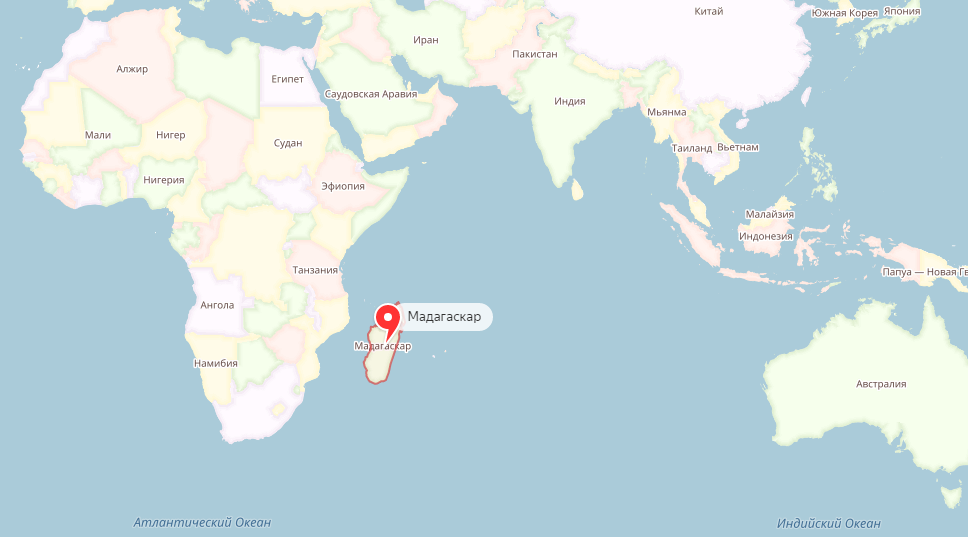 Китай
Южная Корея
Япония
Иран
Пакистан
Алжир
Египет
Саудовская Аравия
Индия
Мьянма
Мали
Нигер
Судан
Таиланд
Вьетнам
Нигерия
Эфиопия
Малайзия
Индонезия
Танзания
Папуа — Новая Гв
Ангола
Мадагаскар
Мадагаскар
Намибия
Австралия
Атлантический Океан
Индийский Океан